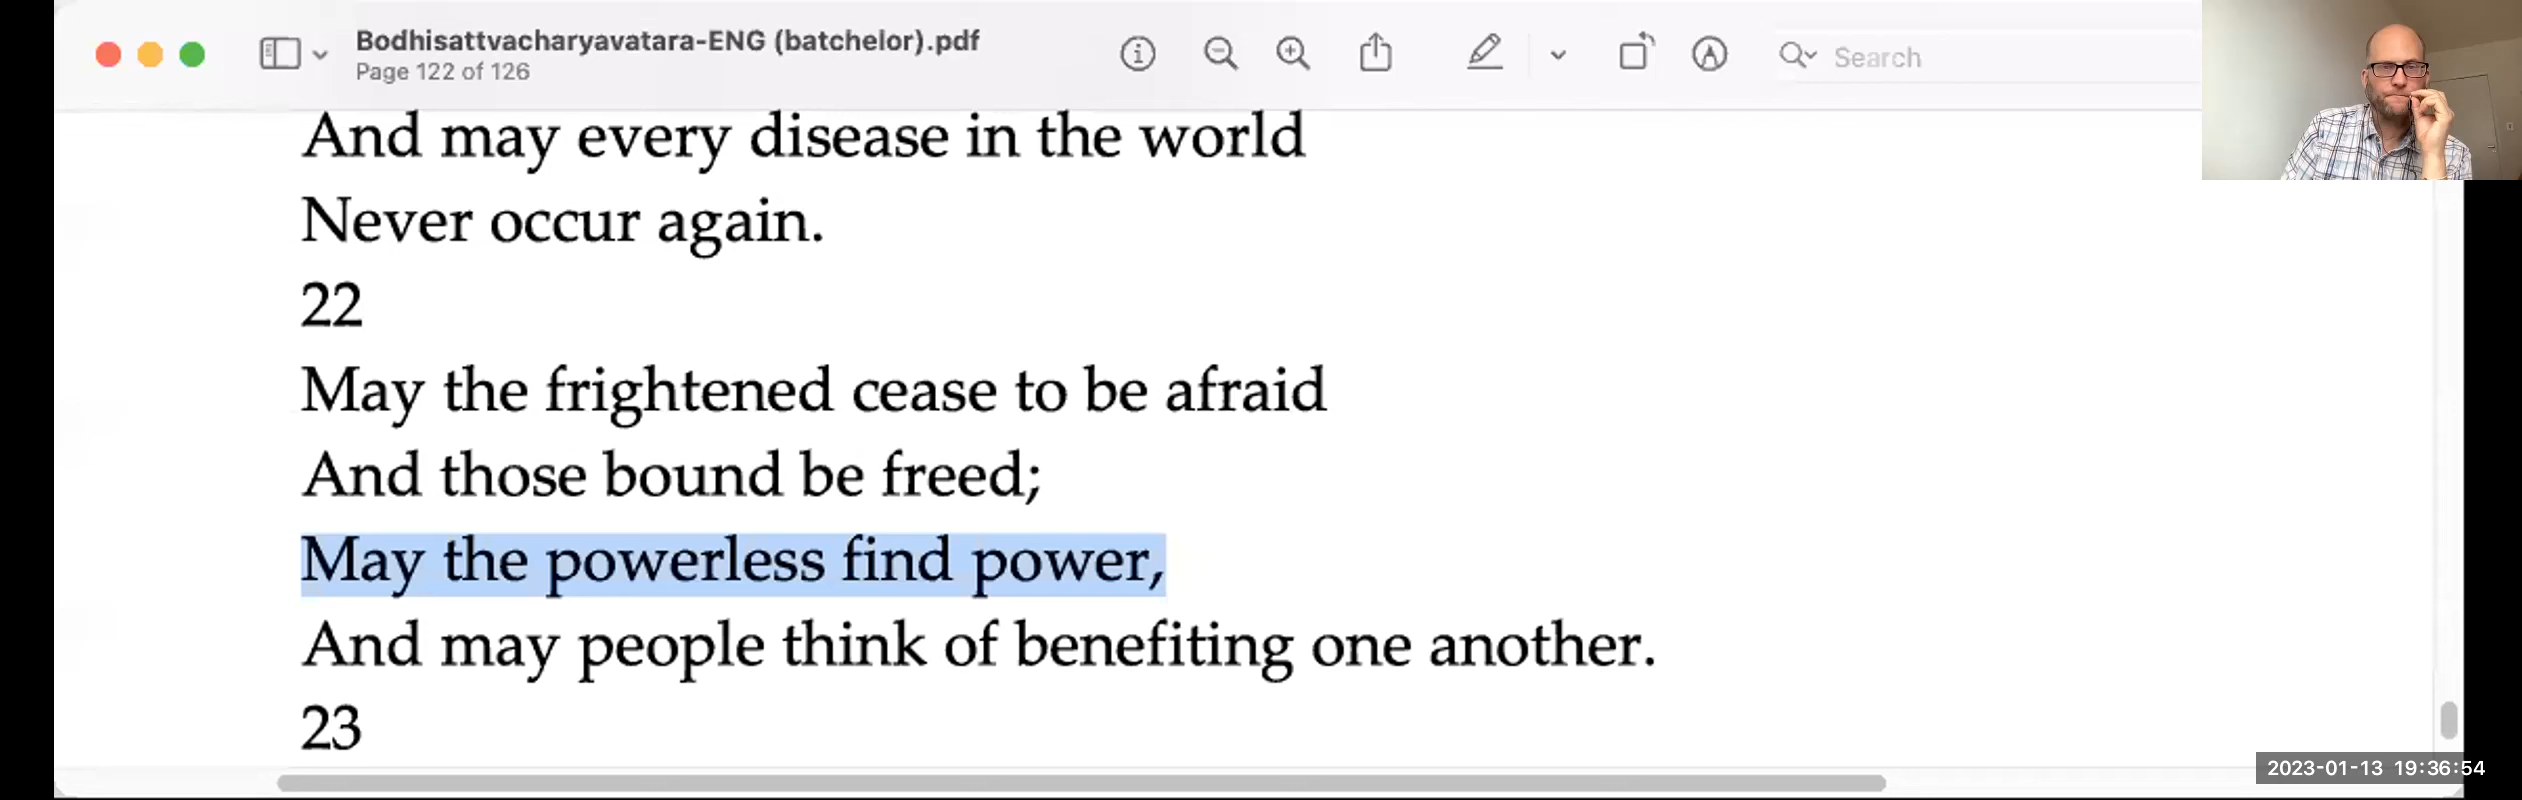 Bodhisattvacharyavatara-ENG (batchelor).pdf
Page 122 of 126
Search
And may every disease in the world
Never occur again.
22
May the frightened cease to be afraid
And those bound be freed;
May the powerless find power,
And may people think of benefiting one another.
23
2023-01-13 19:36:54